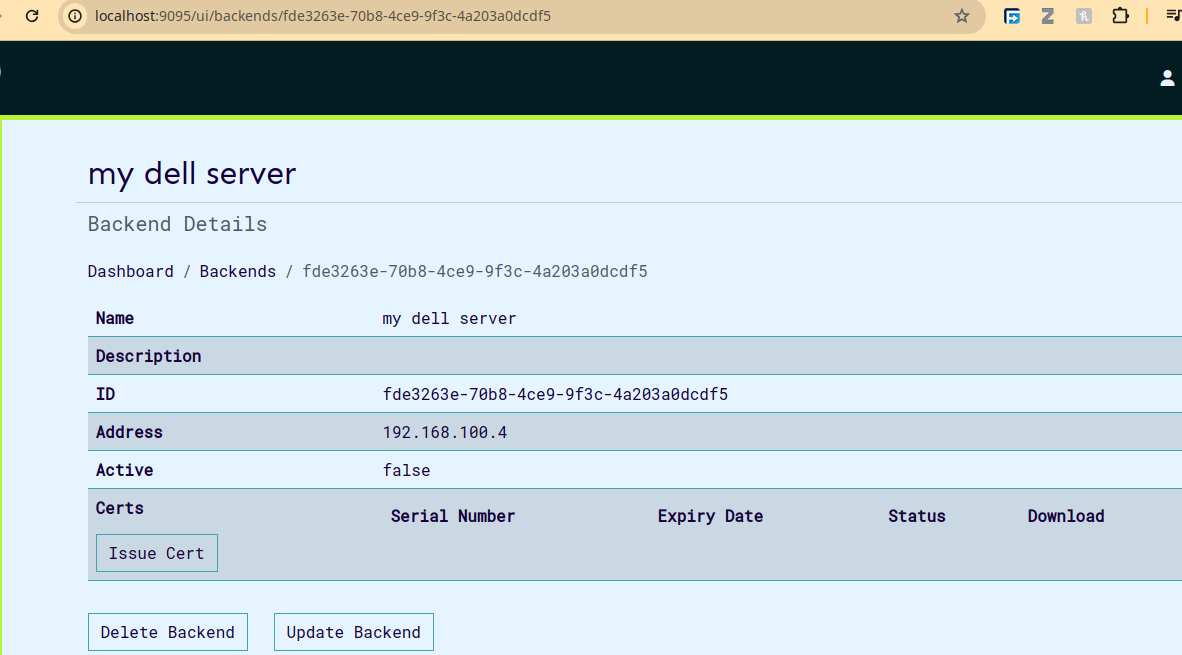 localhost:9095/ui/backends/fde3263e-70b8-4ce9-9f3c-4a203a0dcdf5
my dell server
Backend Details
Dashboard / Backends / fde3263e-70b8-4ce9-9f3c-4a203a0dcdf5
Name my dell server
Description
ID fde3263e-70b8-4ce9-9f3c-4a203a0dcdf5
Address 192.168.100.4
Active false
Certs Serial Number Expiry Date Status Download
Issue Cert
Delete Backend Update Backend